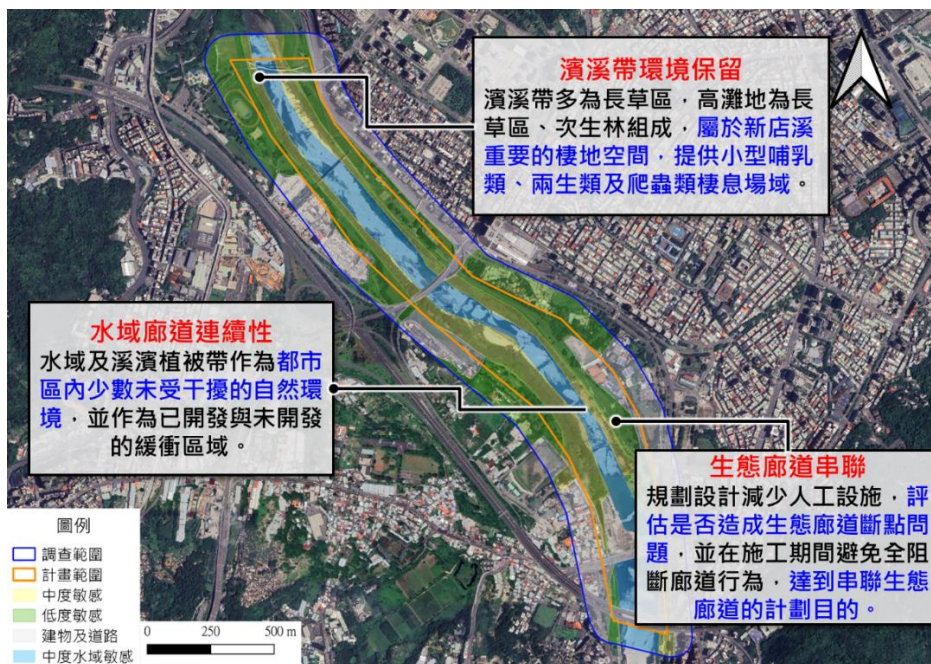 濱溪帶環境保留
濱溪帶多為長草區，高灘地為長
草區、次生林組成，屬於新店溪
重要的棲地空間，提供小型哺乳
類、兩生類及爬蟲類棲息場域。
水域廊道連續性
水域及溪濱植被帶作為都市
區內少數未受干擾的自然環
境，並作為已開發與未開發
的緩衝區域。
生態廊道串聯
規劃設計減少人工設施，評
估是否造成生態廊道斷點問
題，並在施工期間避免全阻
斷廊道行為，達到串聯生態
廊道的計劃目的。
圖例
調查範圍
計畫範圍
中度敏感
低度敏感
建物及道路
中度水域敏感
0 250 500 m